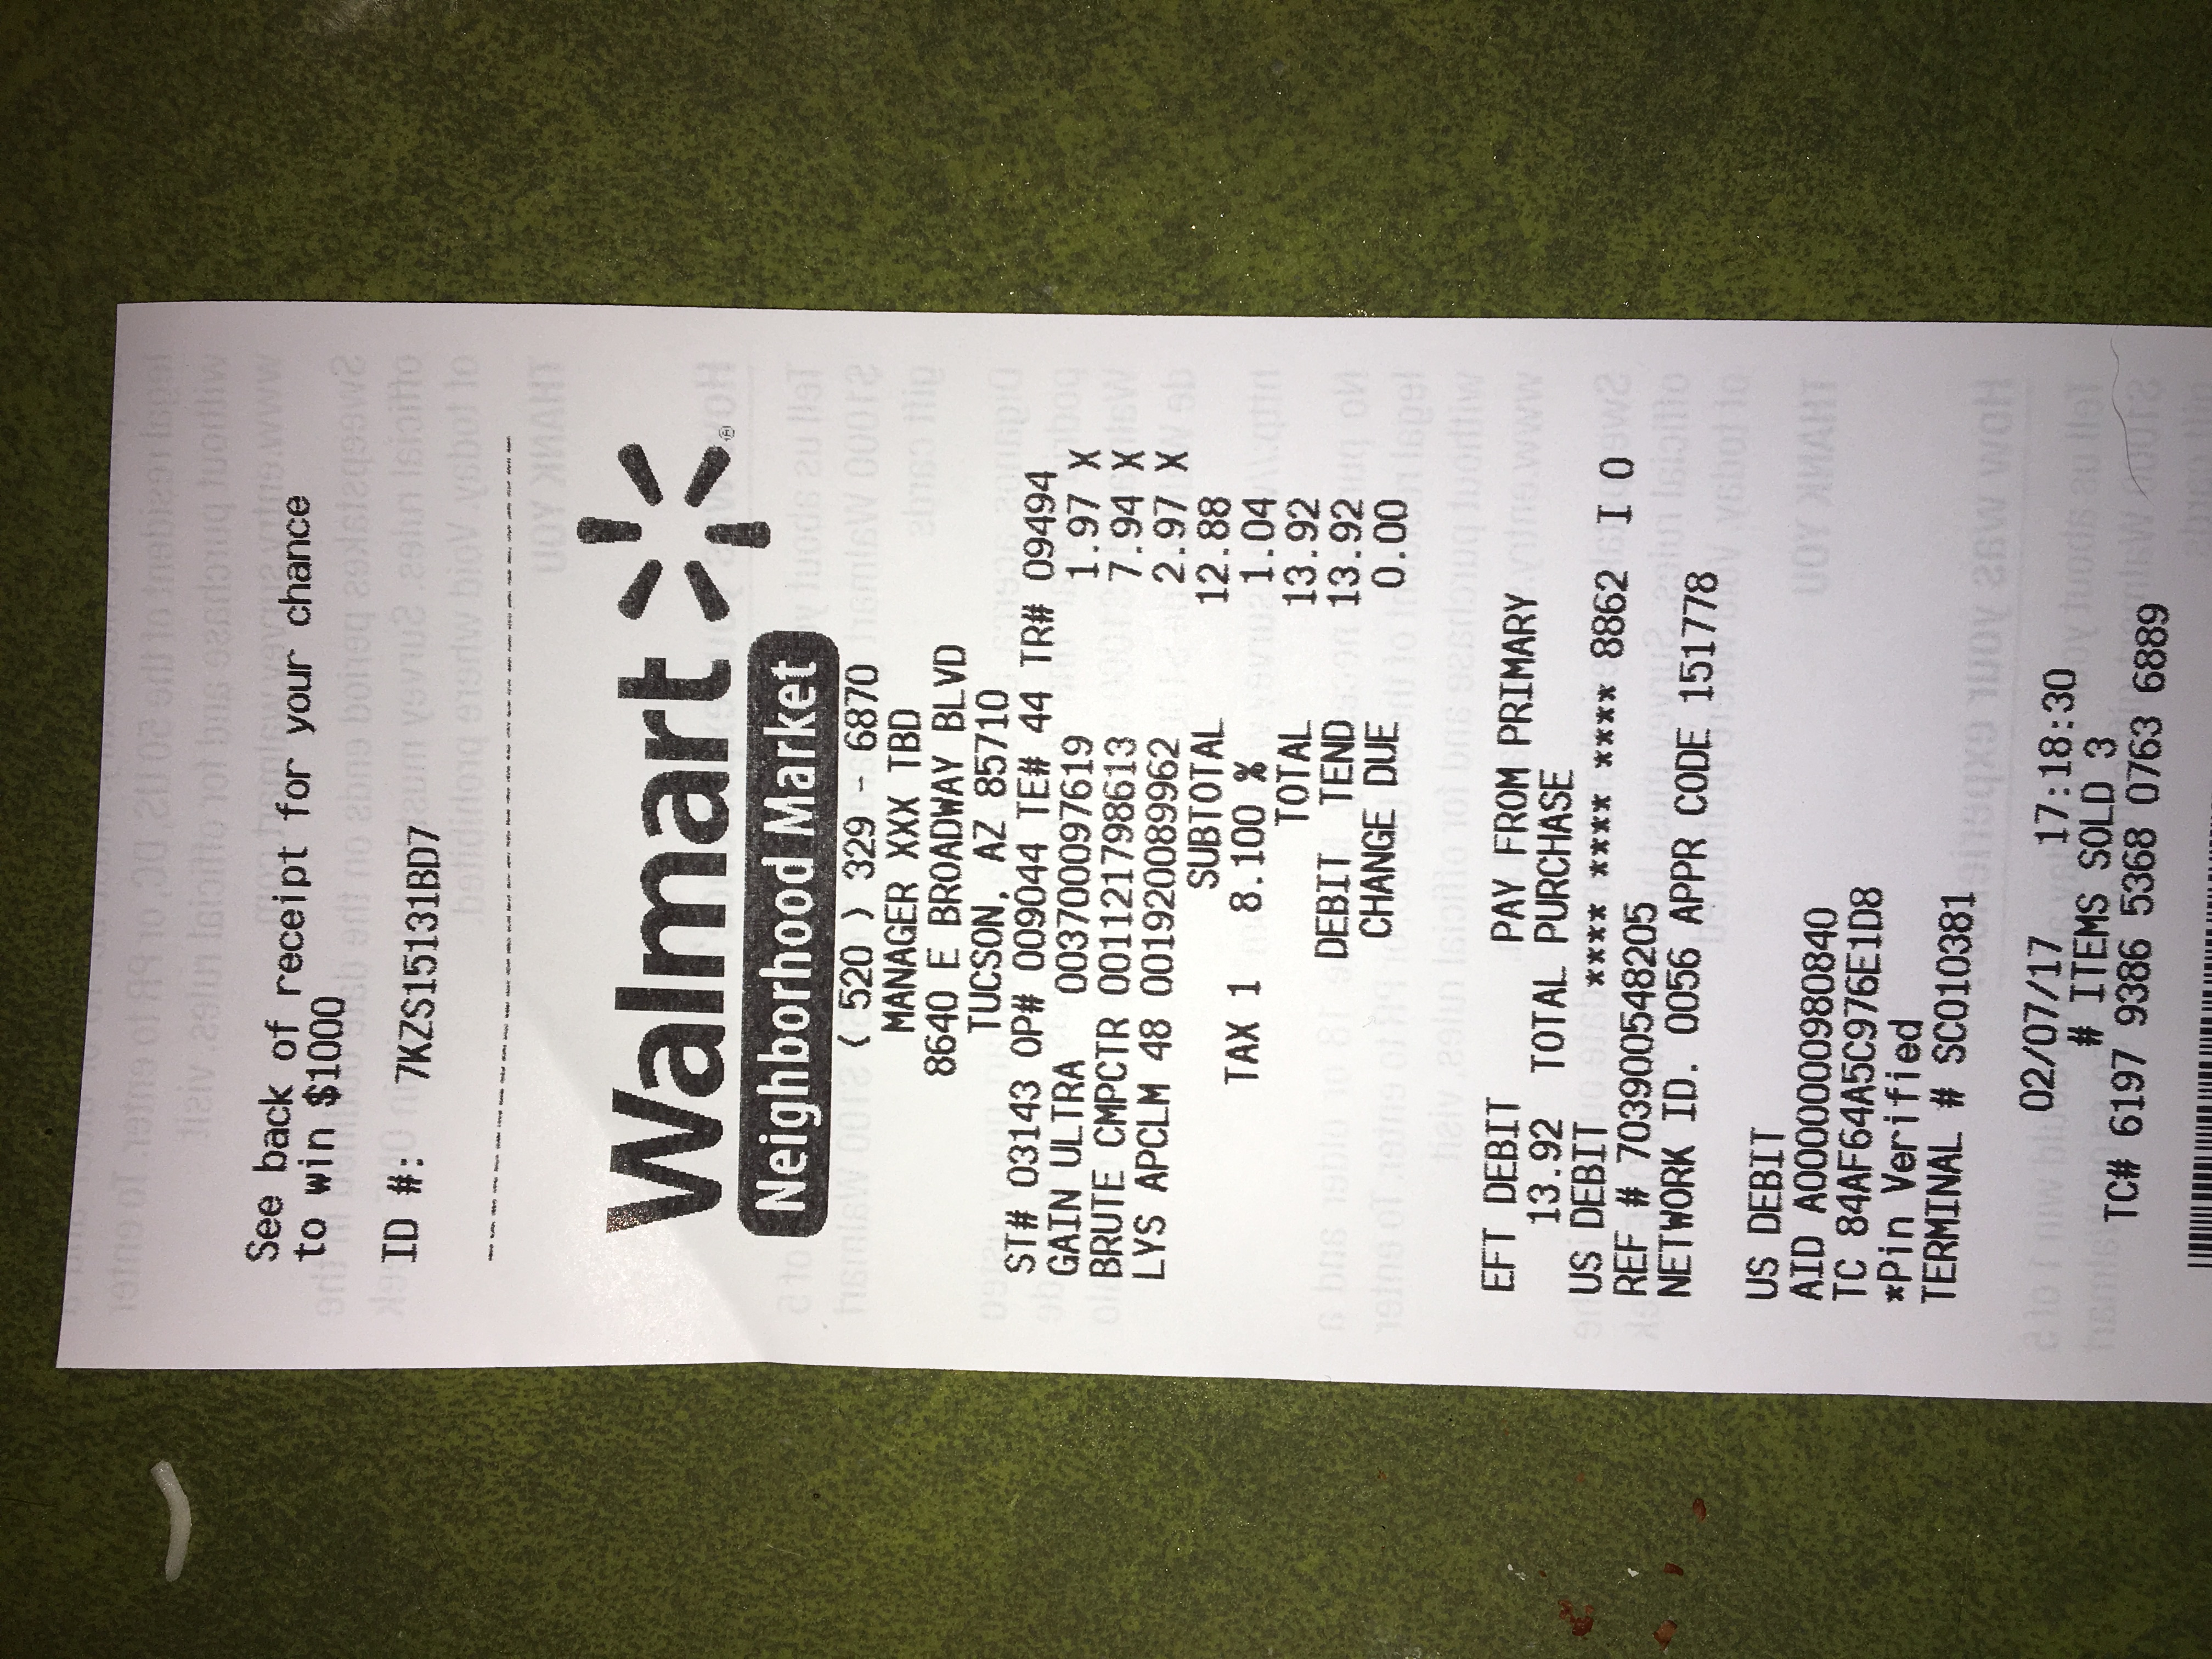 See back of receipt for your chance
to win $1000
ID #: 7KZS15131BD7
Walmart
Neighborhood Market
( 520 ) 329 - 6870
MANAGER XXX TBD
8640 E BROADWAY BLVD
TUCSON, AZ 85710
ST# 03143 OP# 009044 TE# 44 TR# 09494
GAIN ULTRA 003700097619 1.97 X
BRUTE CMPCTR 001121798613 7.94 X
LYS APCLM 48 001920089962 2.97 X
SUBTOTAL 12.88
TAX 1 8.100 % 1.04
TOTAL 13.92
DEBIT TEND 13.92
CHANGE DUE 0.00
EFT DEBIT PAY FROM PRIMARY
13.92 TOTAL PURCHASE
US DEBIT **** **** **** 8862 I 0
REF # 703900548205
NETWORK ID. 0056 APPR CODE 151778
US DEBIT
AID A0000000980840
TC 84AF64A5C976E1D8
*Pin Verified
TERMINAL # SC010381
02/07/17 17:18:30
# ITEMS SOLD 3
TC# 6197 9386 5368 0763 6889